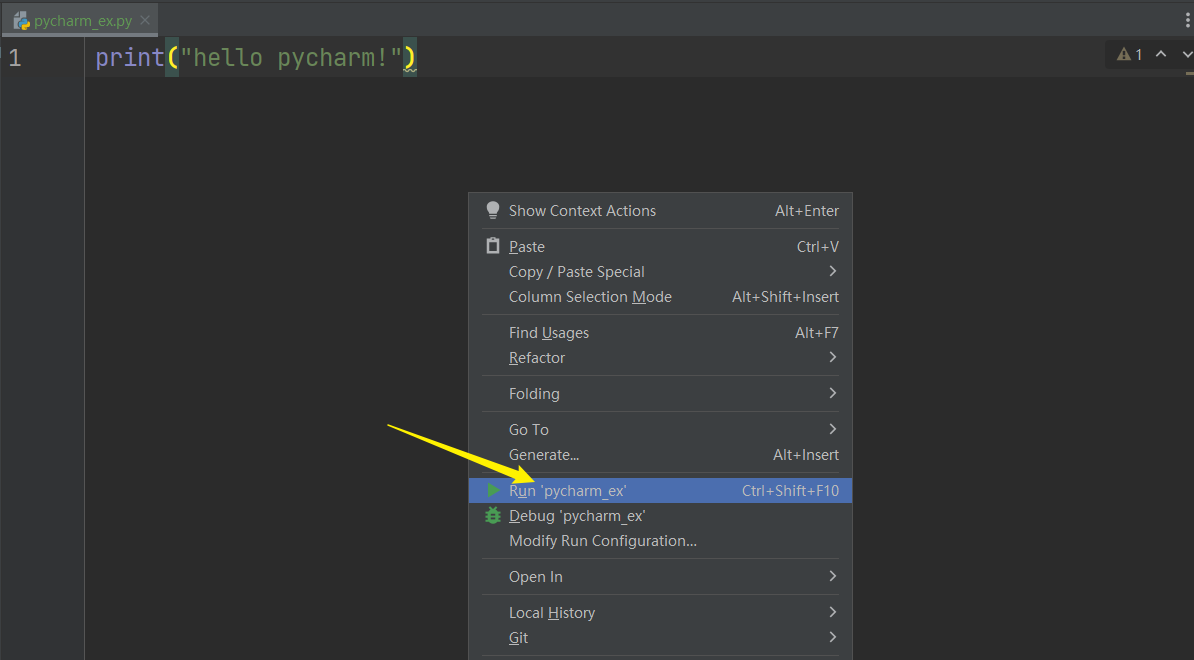 pycharm_ex.py
1 print("hello pycharm!")
1
Show Context Actions Alt+Enter
Paste Ctrl+V
Copy / Paste Special
Column Selection Mode Alt+Shift+Insert
Find Usages Alt+F7
Refactor
Folding
Go To
Generate... Alt+Insert
Run 'pycharm_ex' Ctrl+Shift+F10
Debug 'pycharm_ex'
Modify Run Configuration...
Open In
Local History
Git